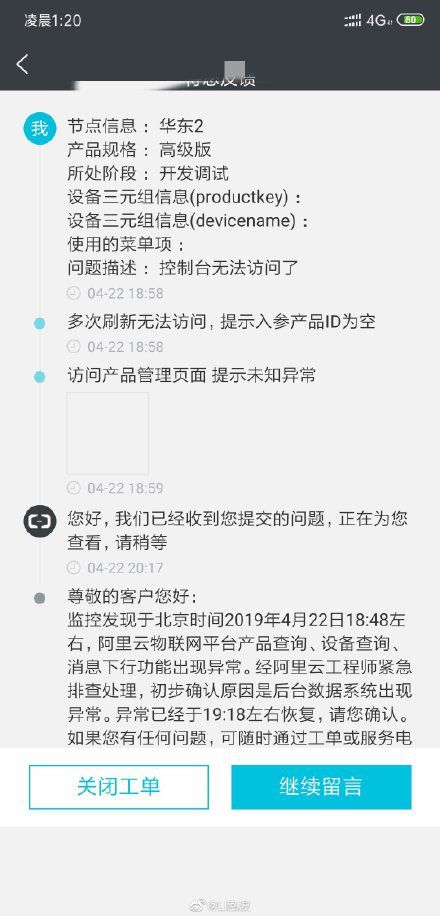 凌晨1:20
4G
80
待您反馈
我
节点信息： 华东2
产品规格： 高级版
所处阶段： 开发调试
设备三元组信息(productkey)：
设备三元组信息(devicename)：
使用的菜单项：
问题描述： 控制台无法访问了
04-22 18:58
多次刷新无法访问，提示入参产品ID为空
04-22 18:58
访问产品管理页面 提示未知异常
04-22 18:59
您好，我们已经收到您提交的问题，正在为您
查看，请稍等
04-22 20:17
尊敬的客户您好：
监控发现于北京时间2019年4月22日18:48左
右，阿里云物联网平台产品查询、设备查询、
消息下行功能出现异常。经阿里云工程师紧急
排查处理，初步确认原因是后台数据系统出现
异常。异常已经于19:18左右恢复，请您确认。
如果您有任何问题，可随时通过工单或服务电
关闭工单
继续留言